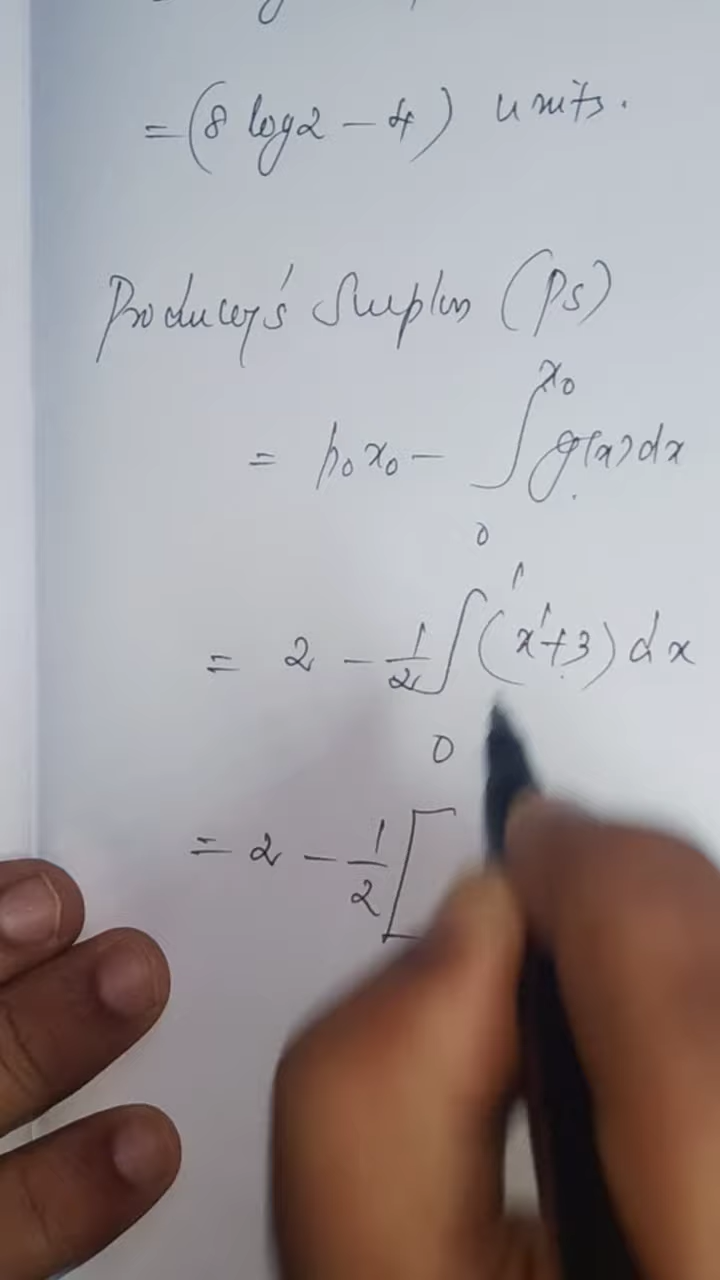 = (8 log2 - 4) units.
Producer's Surplus (PS)
= p₀x₀ - ∫₀^x₀ g(x)dx
= 2 - 1/2 ∫₀^1 (x¹+3) dx
= 2 - 1/2 [